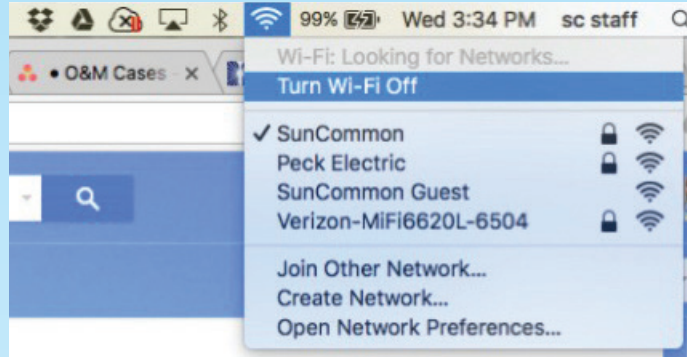 99% Wed 3:34 PM sc staff
• O&M Cases - ×
Wi-Fi: Looking for Networks...
Turn Wi-Fi Off
✓ SunCommon
Peck Electric
SunCommon Guest
Verizon-MiFi6620L-6504
Join Other Network...
Create Network...
Open Network Preferences...